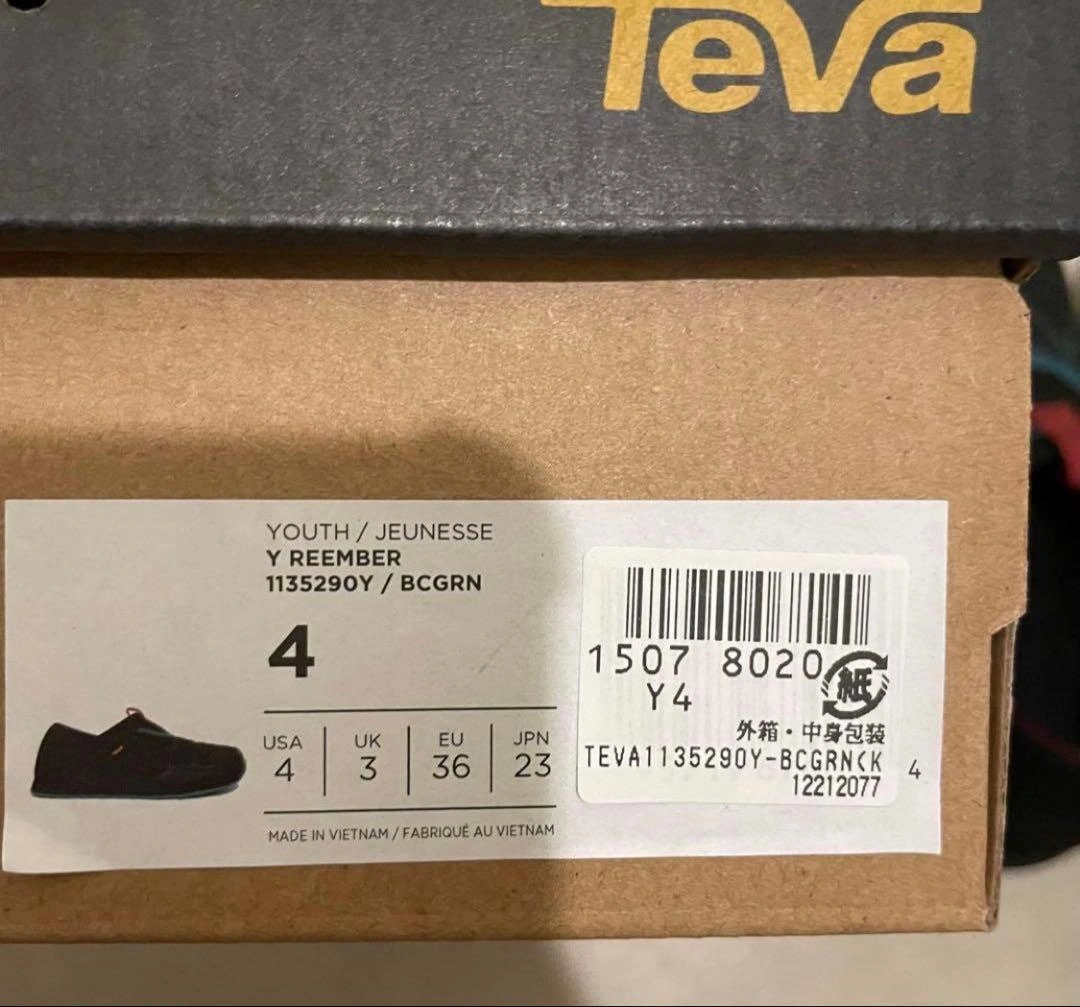 Teva
YOUTH / JEUNESSE
Y REEMBER
1135290Y / BCGRN
4
USA UK EU JPN
4 3 36 23
MADE IN VIETNAM / FABRIQUÉ AU VIETNAM
1507 8020
Y4
紙
外箱・中身包装
TEVA1135290Y-BCGRN(K
12212077
4